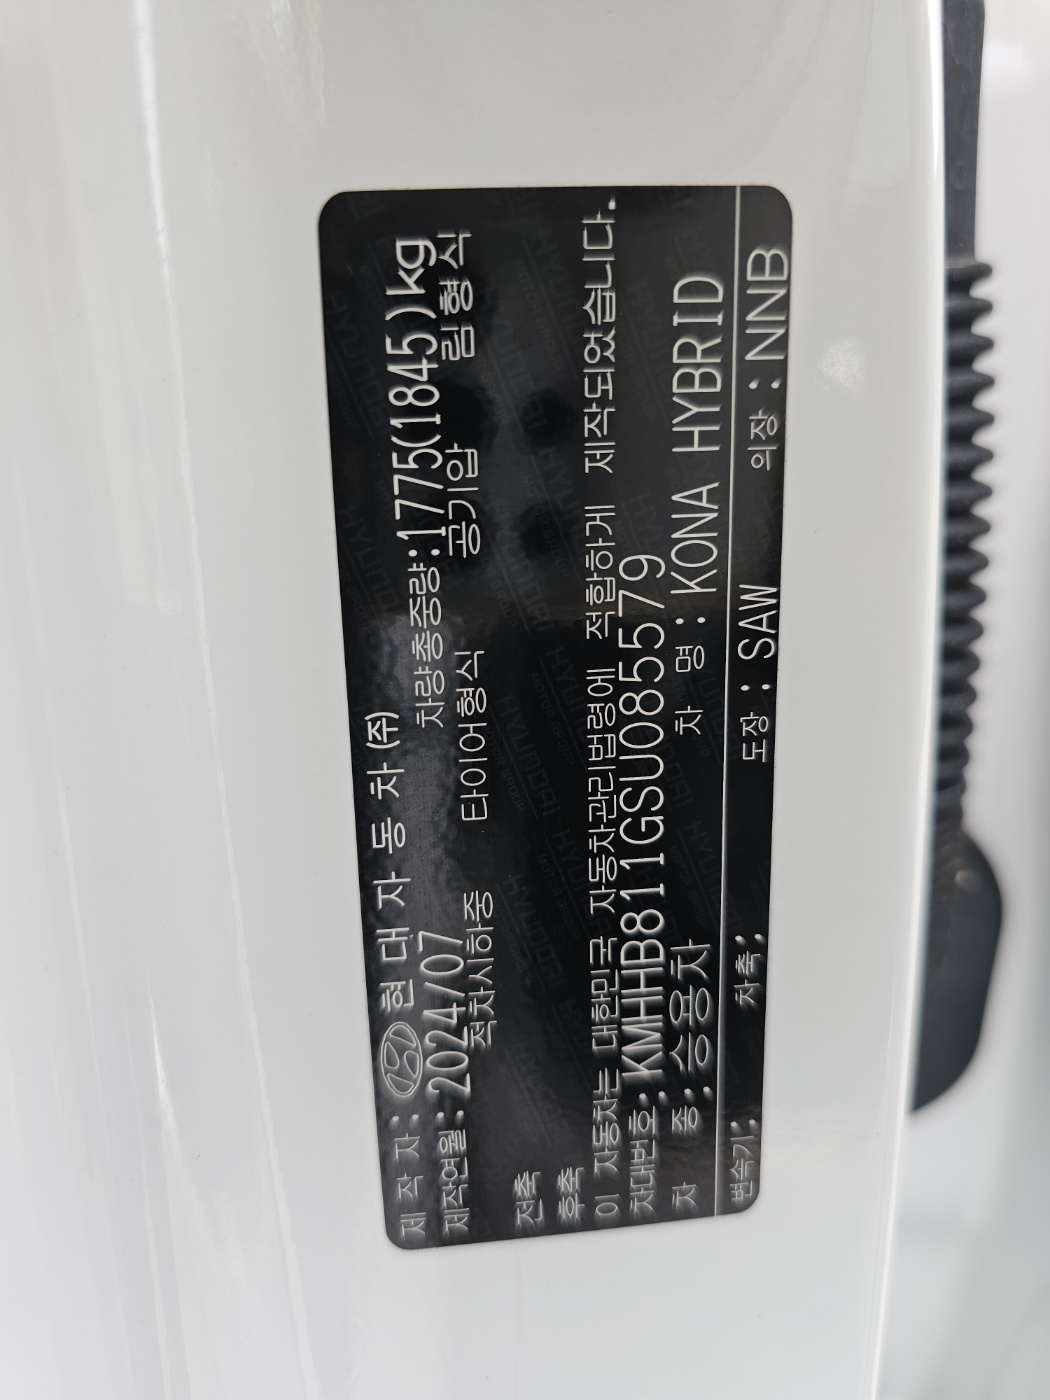 제 작 자 : 현 대 자 동 차 (주)
제작연월 : 2024/07 차량총중량 : 1775(1845)kg
적차시하중 타이어형식 공기압 림형식
전축
후축
이 자동차는 대한민국 자동차관리법령에 적합하게 제작되었습니다.
차대번호 : KMHHB811GSU085579
차 종 : 승용차 차 명 : KONA HYBRID
변속기 : 차축 : 도장 : SAW 의장 : NNB